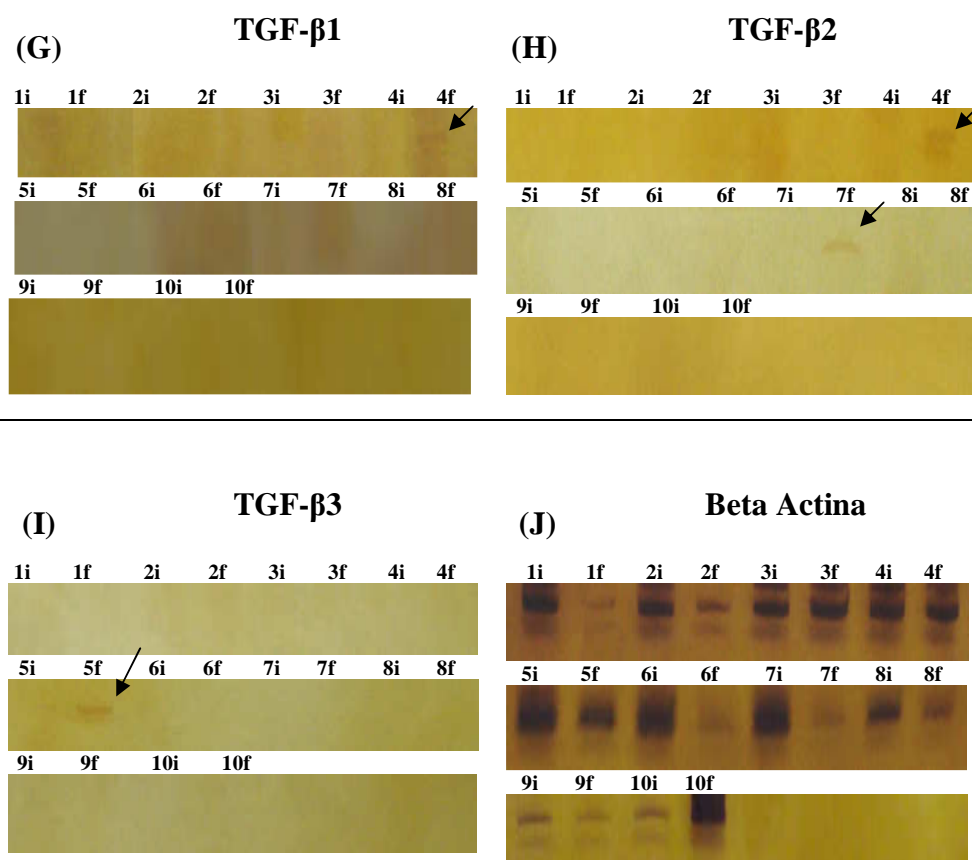 (G) TGF-β1
1i 1f 2i 2f 3i 3f 4i 4f
5i 5f 6i 6f 7i 7f 8i 8f
9i 9f 10i 10f
(H) TGF-β2
1i 1f 2i 2f 3i 3f 4i 4f
5i 5f 6i 6f 7i 7f 8i 8f
9i 9f 10i 10f
(I) TGF-β3
1i 1f 2i 2f 3i 3f 4i 4f
5i 5f 6i 6f 7i 7f 8i 8f
9i 9f 10i 10f
(J) Beta Actina
1i 1f 2i 2f 3i 3f 4i 4f
5i 5f 6i 6f 7i 7f 8i 8f
9i 9f 10i 10f